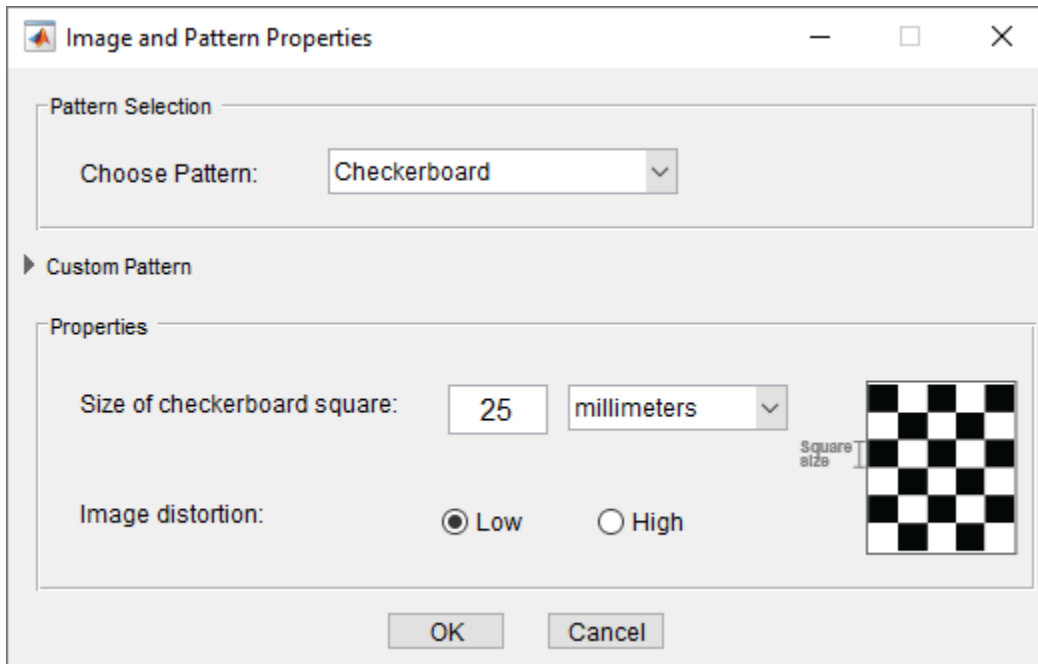 Image and Pattern Properties
Pattern Selection
Choose Pattern: Checkerboard
Custom Pattern
Properties
Size of checkerboard square: 25 millimeters
Square
size
Image distortion: Low High
OK Cancel